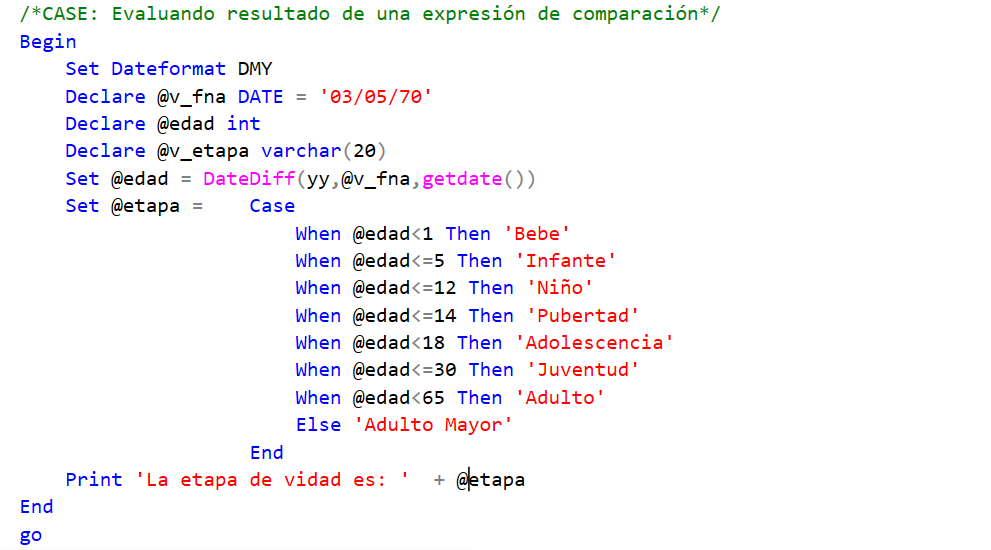 /*CASE: Evaluando resultado de una expresión de comparación*/
Begin
Set Dateformat DMY
Declare @v_fna DATE = '03/05/70'
Declare @edad int
Declare @v_etapa varchar(20)
Set @edad = DateDiff(yy,@v_fna,getdate())
Set @etapa = Case
When @edad<1 Then 'Bebe'
When @edad<=5 Then 'Infante'
When @edad<=12 Then 'Niño'
When @edad<=14 Then 'Pubertad'
When @edad<18 Then 'Adolescencia'
When @edad<=30 Then 'Juventud'
When @edad<65 Then 'Adulto'
Else 'Adulto Mayor'
End
Print 'La etapa de vidad es: ' + @etapa
End
go